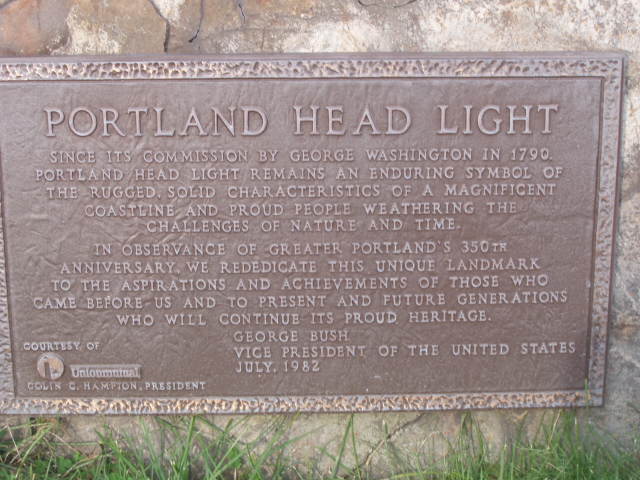 PORTLAND HEAD LIGHT
SINCE ITS COMMISSION BY GEORGE WASHINGTON IN 1790.
PORTLAND HEAD LIGHT REMAINS AN ENDURING SYMBOL OF
THE RUGGED, SOLID CHARACTERISTICS OF A MAGNIFICENT
COASTLINE AND PROUD PEOPLE WEATHERING THE
CHALLENGES OF NATURE AND TIME.
IN OBSERVANCE OF GREATER PORTLAND'S 350TH
ANNIVERSARY, WE REDEDICATE THIS UNIQUE LANDMARK
TO THE ASPIRATIONS AND ACHIEVEMENTS OF THOSE WHO
CAME BEFORE US AND TO PRESENT AND FUTURE GENERATIONS
WHO WILL CONTINUE ITS PROUD HERITAGE.
GEORGE BUSH
VICE PRESIDENT OF THE UNITED STATES
JULY, 1982
COURTESY OF
Unionmutual
COLIN C. HAMPTON, PRESIDENT